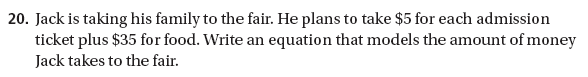 20. Jack is taking his family to the fair. He plans to take $5 for each admission
ticket plus $35 for food. Write an equation that models the amount of money
Jack takes to the fair.